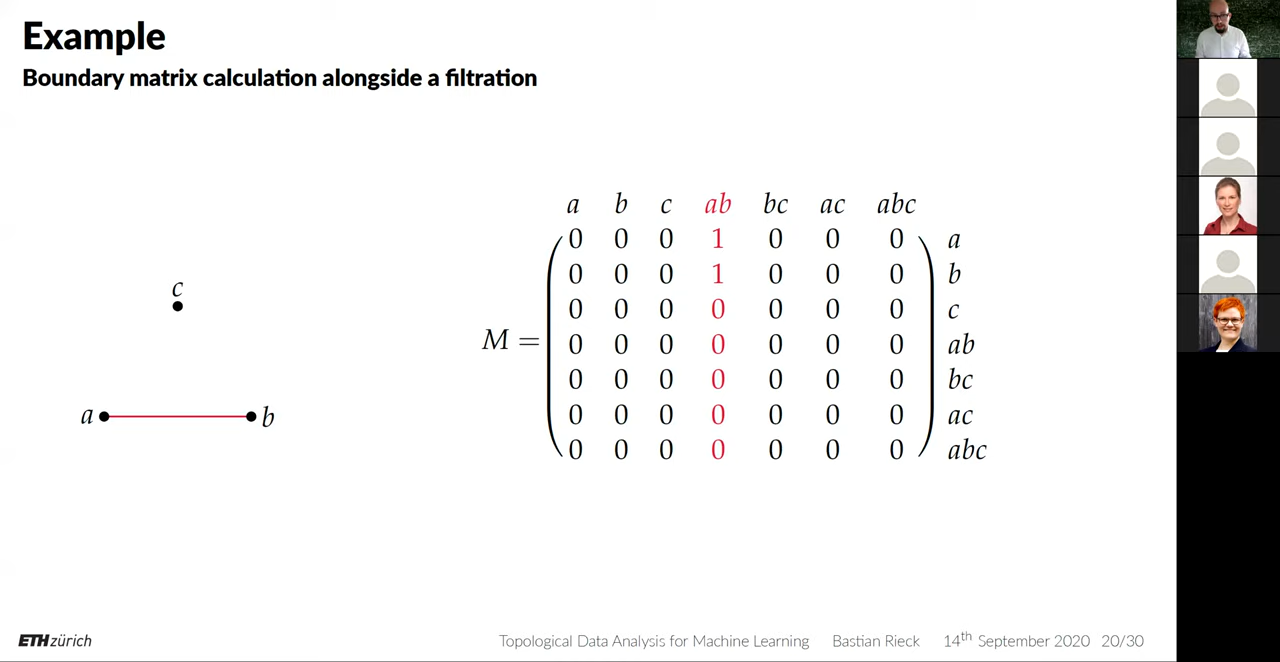 Example
Boundary matrix calculation alongside a filtration
c
a b
a b c ab bc ac abc
0 0 0 1 0 0 0 a
0 0 0 1 0 0 0 b
0 0 0 0 0 0 0 c
M = 0 0 0 0 0 0 0 ab
0 0 0 0 0 0 0 bc
0 0 0 0 0 0 0 ac
0 0 0 0 0 0 0 abc
ETH zürich Topological Data Analysis for Machine Learning Bastian Rieck 14th September 2020 20/30